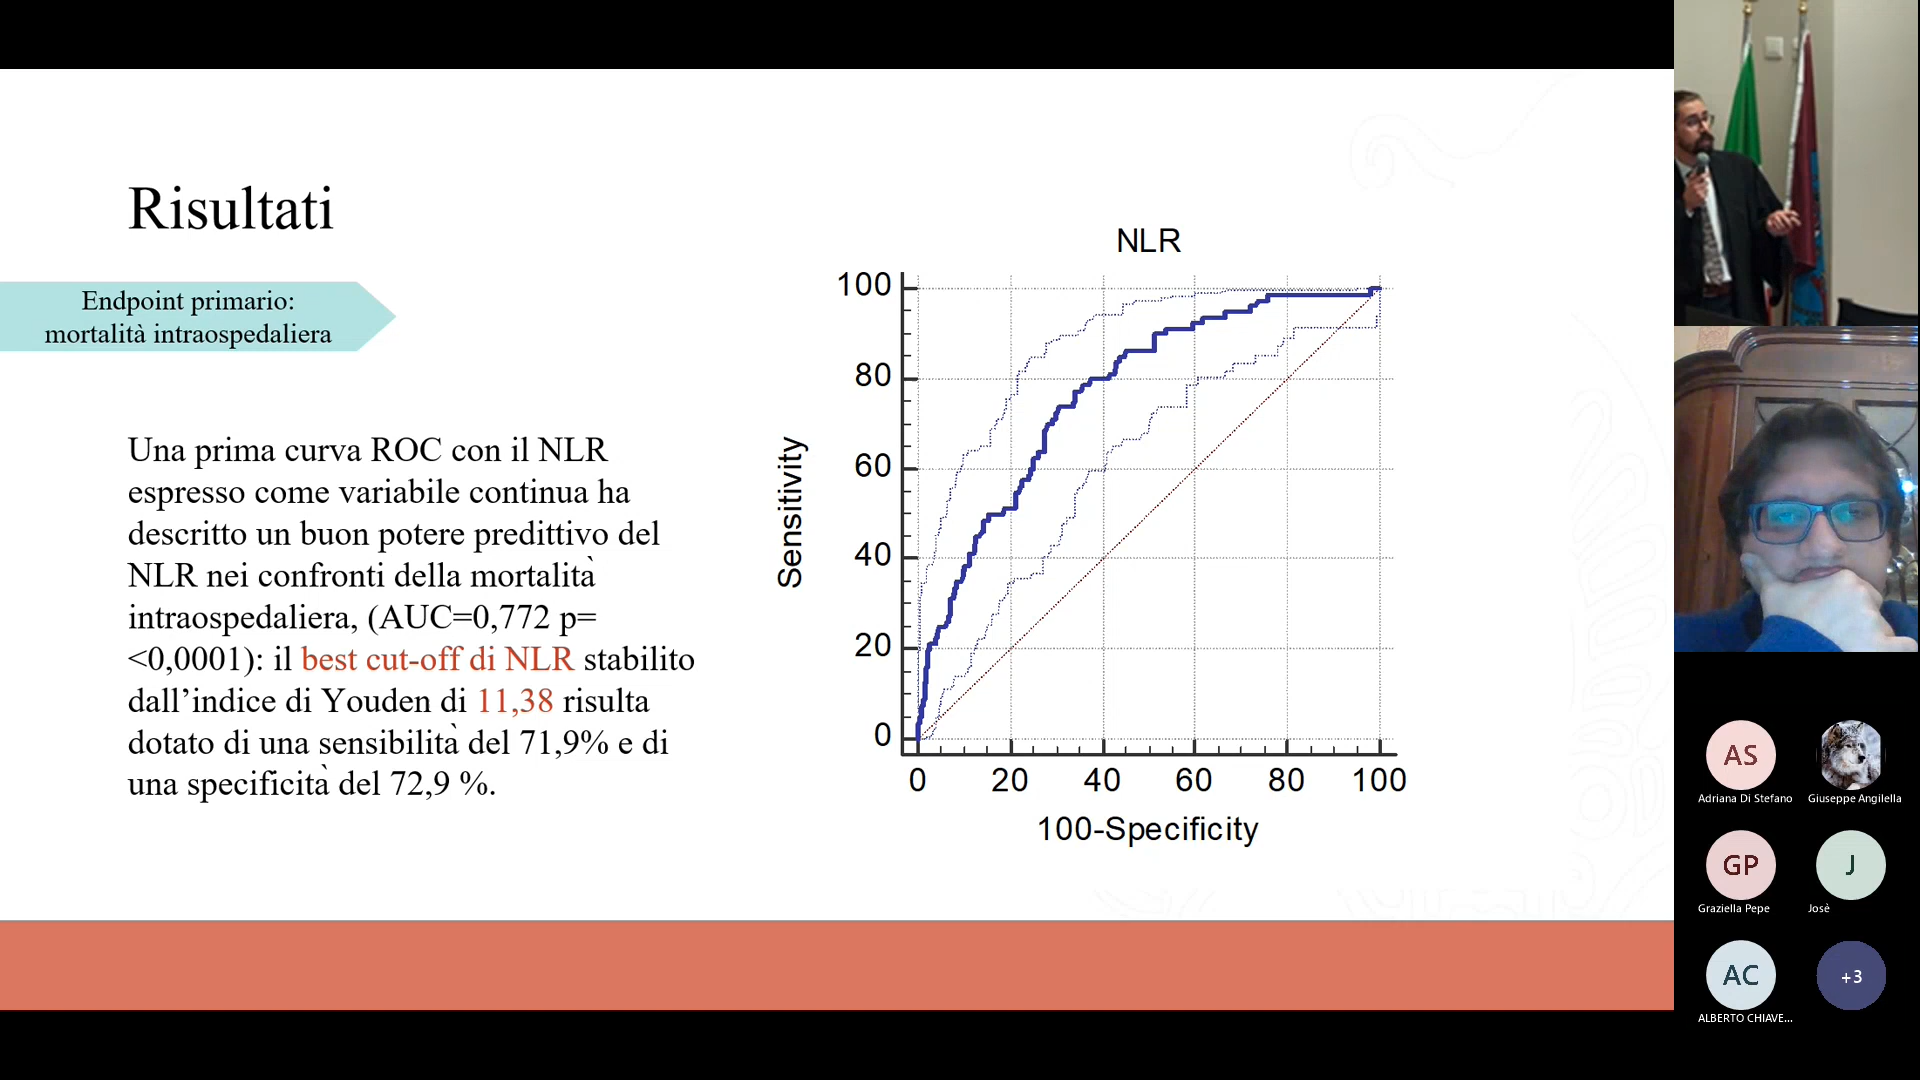 Risultati
Endpoint primario:
mortalità intraospedaliera
Una prima curva ROC con il NLR
espresso come variabile continua ha
descritto un buon potere predittivo del
NLR nei confronti della mortalità
intraospedaliera, (AUC=0,772 p=
<0,0001): il best cut-off di NLR stabilito
dall’indice di Youden di 11,38 risulta
dotato di una sensibilità del 71,9% e di
una specificità del 72,9 %.
NLR
100
80
60
40
20
0
Sensitivity
0 20 40 60 80 100
100-Specificity
AS
Adriana Di Stefano
Giuseppe Angilella
GP
Graziella Pepe
J
Josè
AC
ALBERTO CHIAVE...
+3